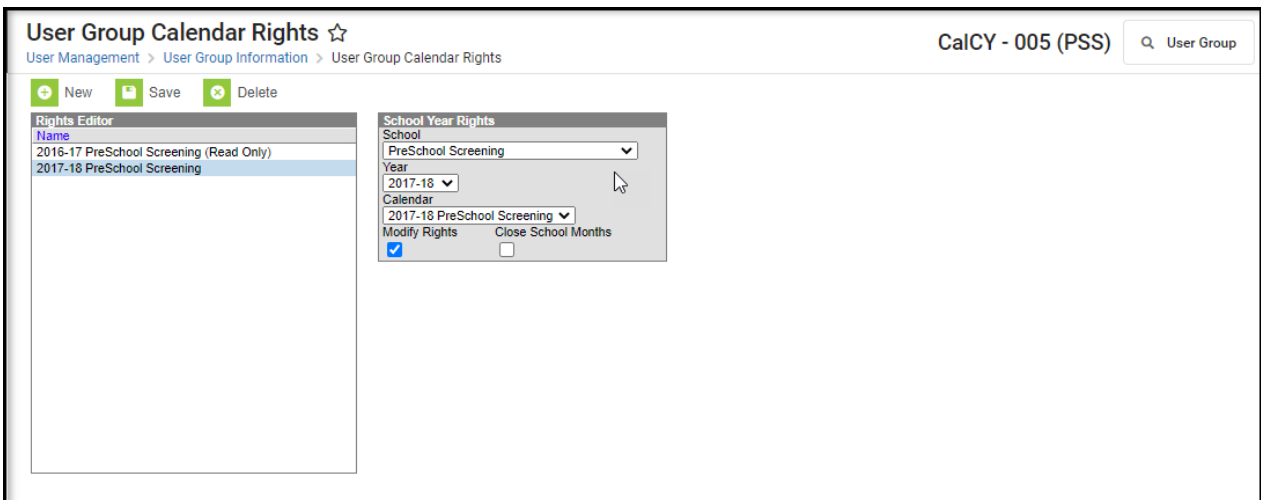 User Group Calendar Rights
User Management > User Group Information > User Group Calendar Rights
CalCY - 005 (PSS)
User Group
New Save Delete
Rights Editor
Name
2016-17 PreSchool Screening (Read Only)
2017-18 PreSchool Screening
School Year Rights
School
PreSchool Screening
Year
2017-18
Calendar
2017-18 PreSchool Screening
Modify Rights Close School Months